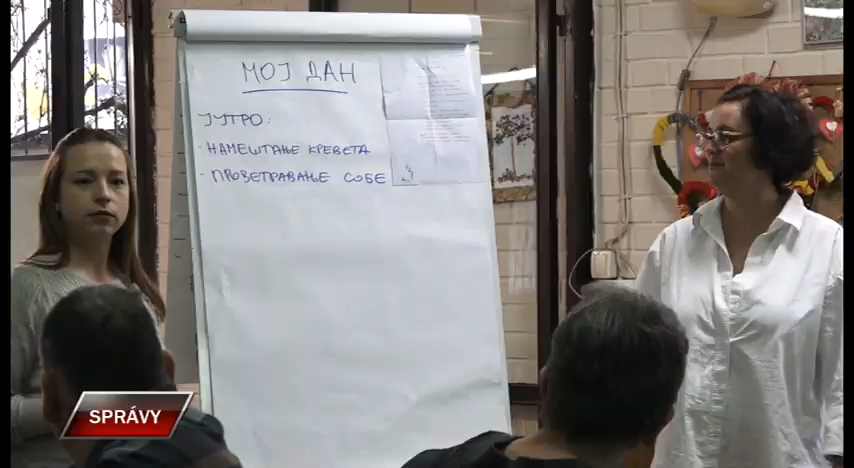 МОЈ ДАН
ЈУТРО:
- НАМЕШТАЊЕ КРЕВЕТА
- ПРОВЕТРАВАЊЕ СОБЕ
SPRÁVY